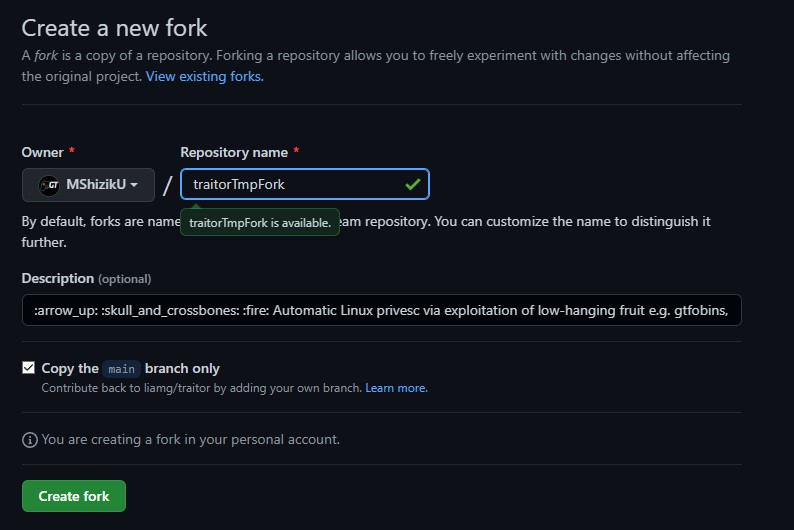 Create a new fork
A fork is a copy of a repository. Forking a repository allows you to freely experiment with changes without affecting
the original project. View existing forks.
Owner * Repository name *
GT MShizikU / traitorTmpFork
By default, forks are name eam repository. You can customize the name to distinguish it
traitorTmpFork is available.
further.
Description (optional)
:arrow_up: :skull_and_crossbones: :fire: Automatic Linux privesc via exploitation of low-hanging fruit e.g. gtfobins,
Copy the main branch only
Contribute back to liamg/traitor by adding your own branch. Learn more.
You are creating a fork in your personal account.
Create fork